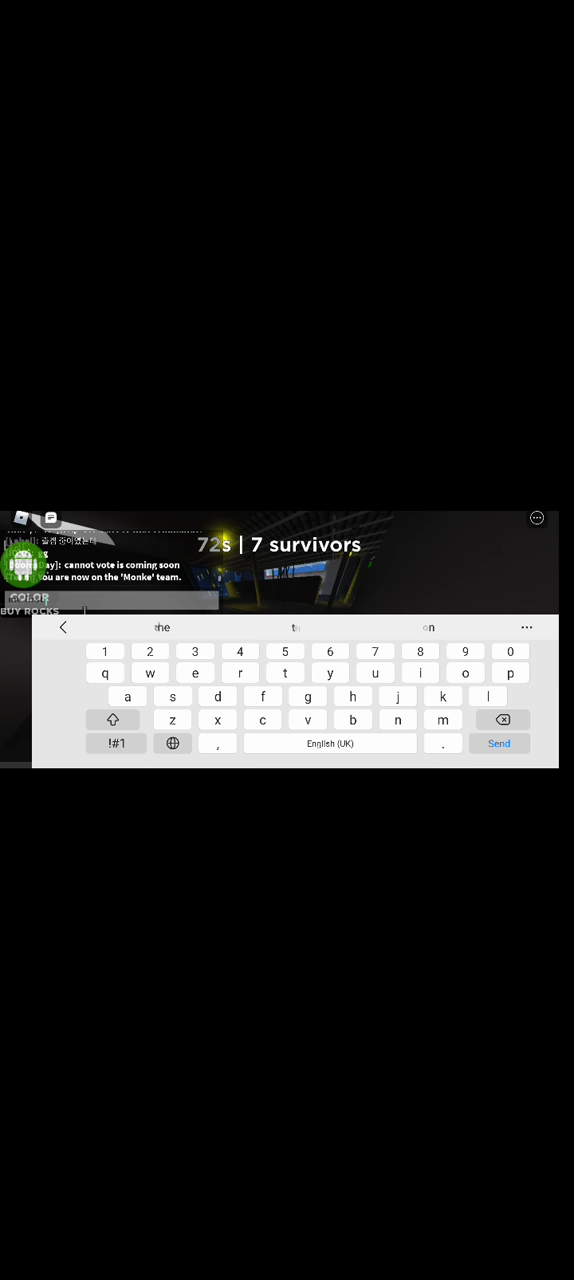 72s | 7 survivors
cannot vote is coming soon
You are now on the 'Monke' team.
COLOR
BUY ROCKS
the
on
1 2 3 4 5 6 7 8 9 0
q w e r t y u i o p
a s d f g h j k l
z x c v b n m
!#1 , English (UK) . Send